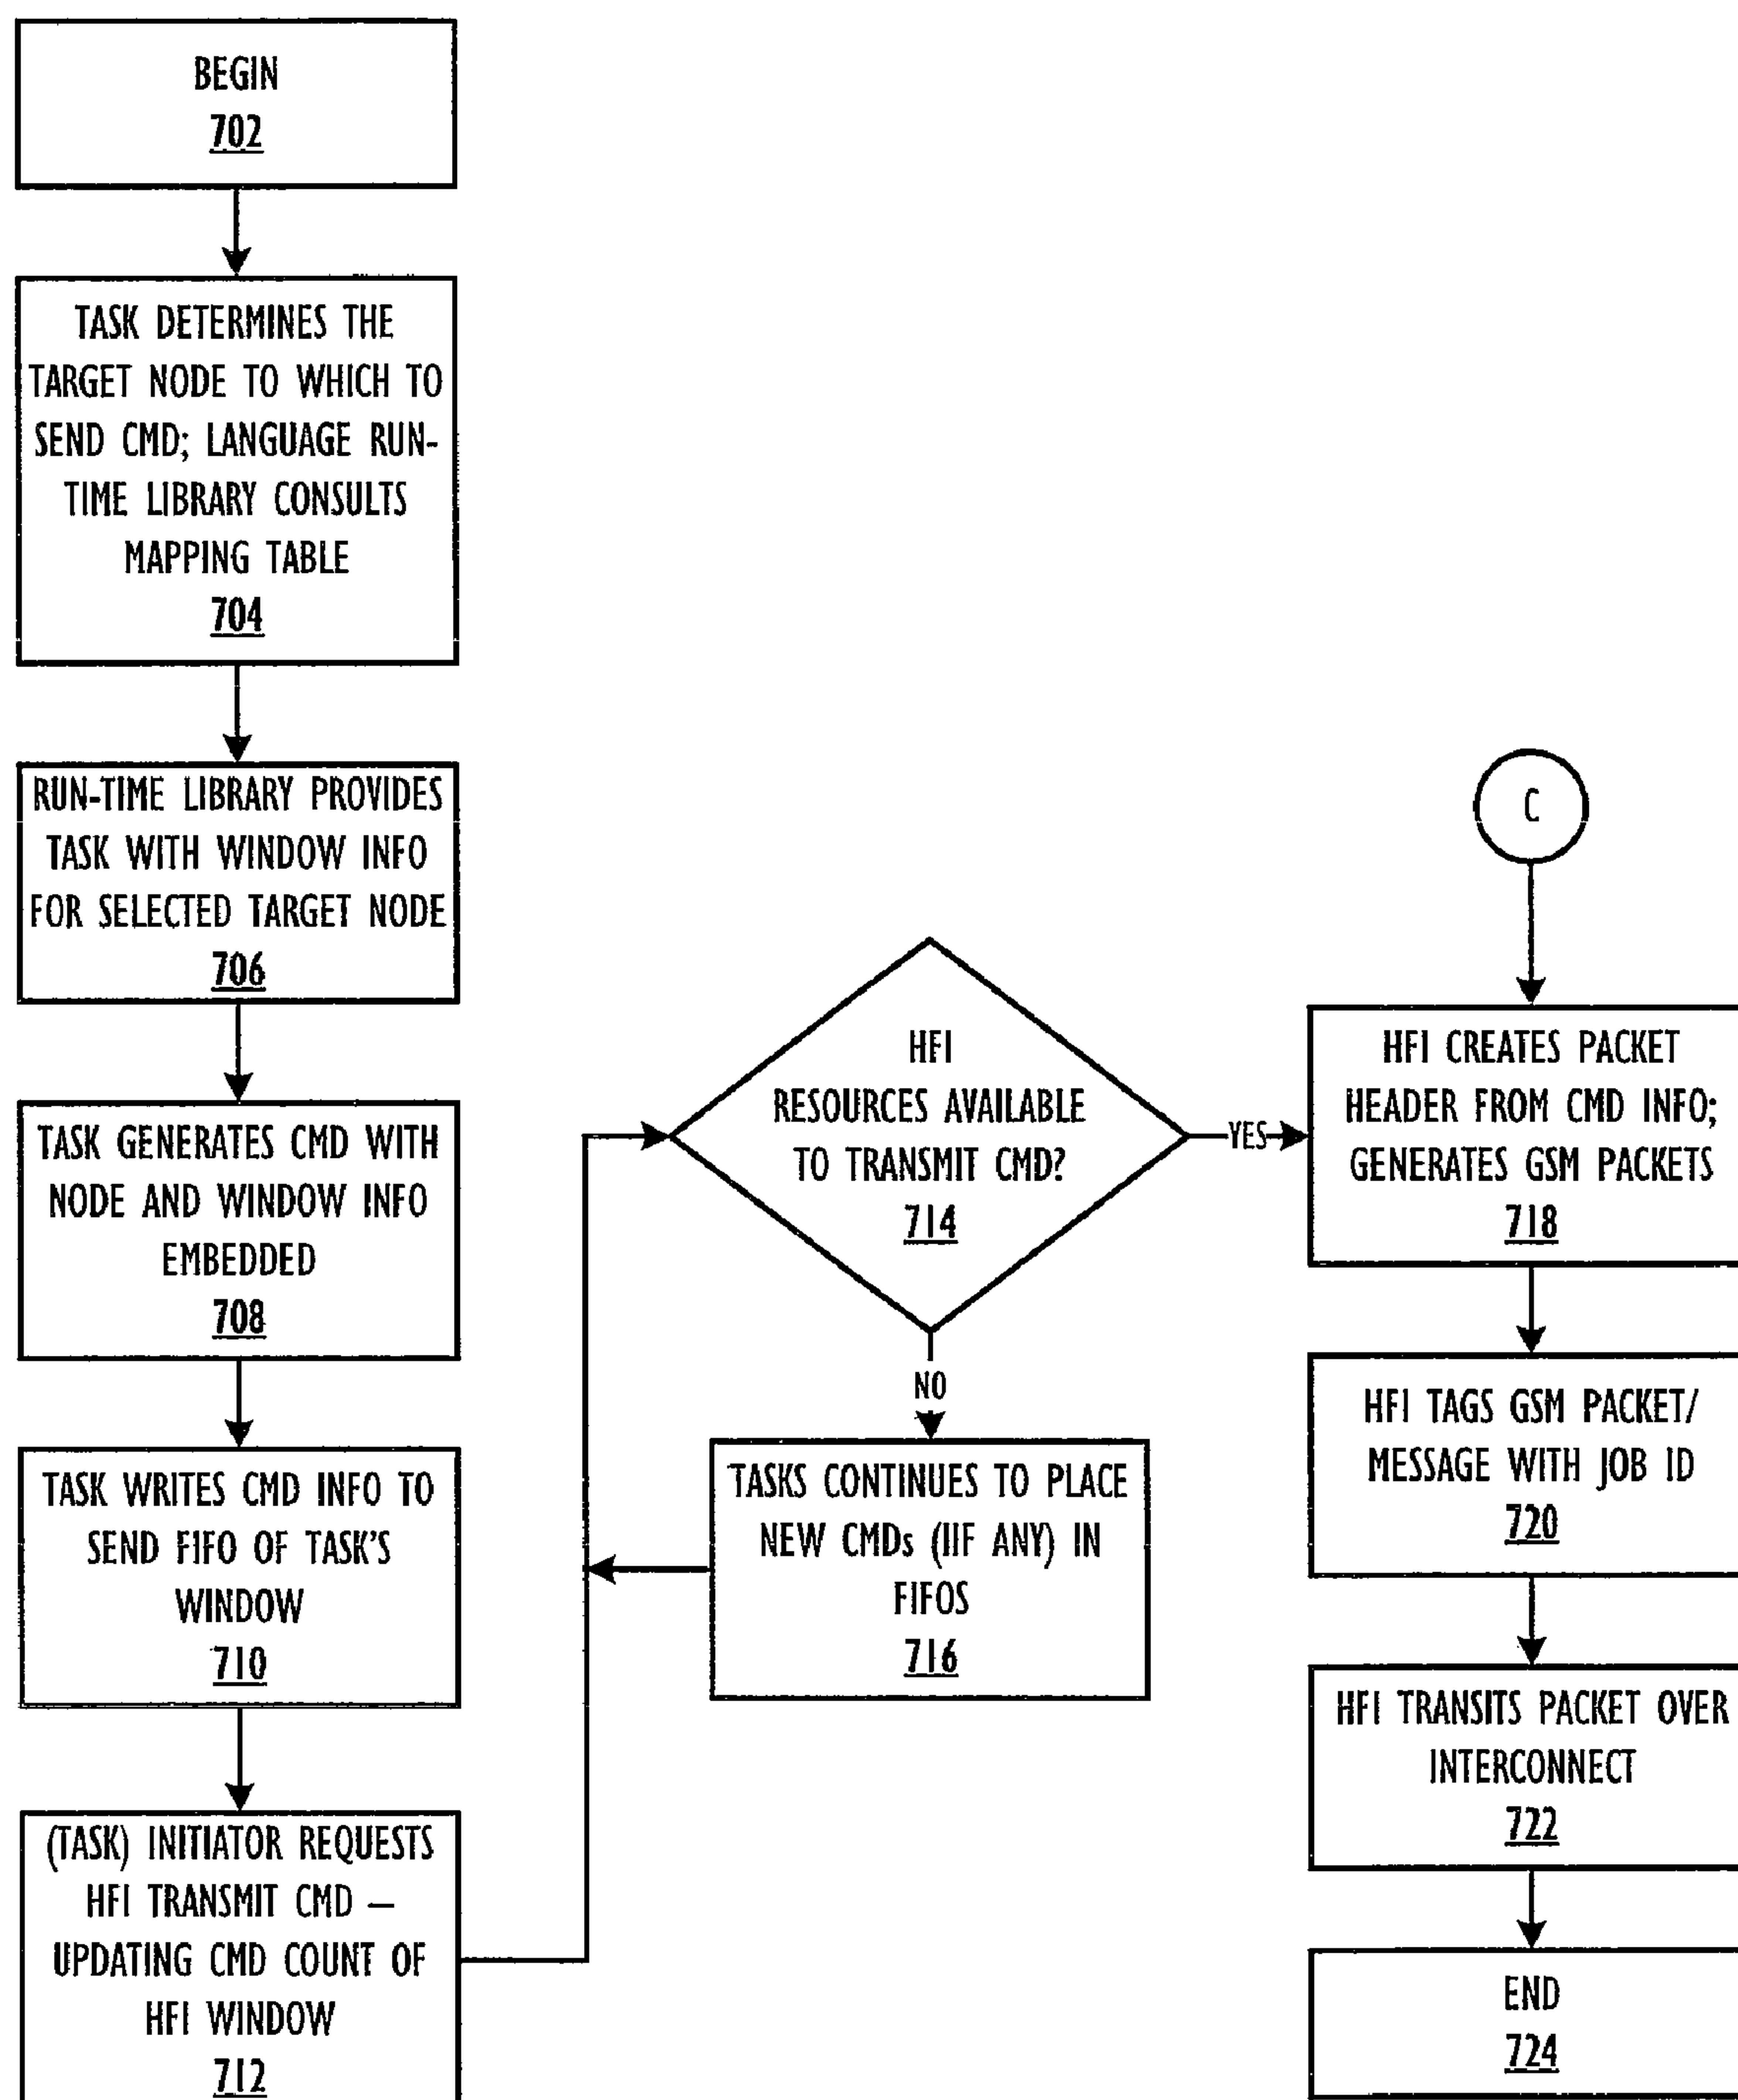 BEGIN
702
TASK DETERMINES THE
TARGET NODE TO WHICH TO
SEND CMD; LANGUAGE RUN-
TIME LIBRARY CONSULTS
MAPPING TABLE
704
RUN-TIME LIBRARY PROVIDES
TASK WITH WINDOW INFO
FOR SELECTED TARGET NODE
706
TASK GENERATES CMD WITH
NODE AND WINDOW INFO
EMBEDDED
708
TASK WRITES CMD INFO TO
SEND FIFO OF TASK'S
WINDOW
710
(TASK) INITIATOR REQUESTS
HFI TRANSMIT CMD –
UPDATING CMD COUNT OF
HFI WINDOW
712
HFI
RESOURCES AVAILABLE
TO TRANSMIT CMD?
714
YES
NO
TASKS CONTINUES TO PLACE
NEW CMDs (IIF ANY) IN
FIFOS
716
C
HFI CREATES PACKET
HEADER FROM CMD INFO;
GENERATES GSM PACKETS
718
HFI TAGS GSM PACKET/
MESSAGE WITH JOB ID
720
HFI TRANSITS PACKET OVER
INTERCONNECT
722
END
724